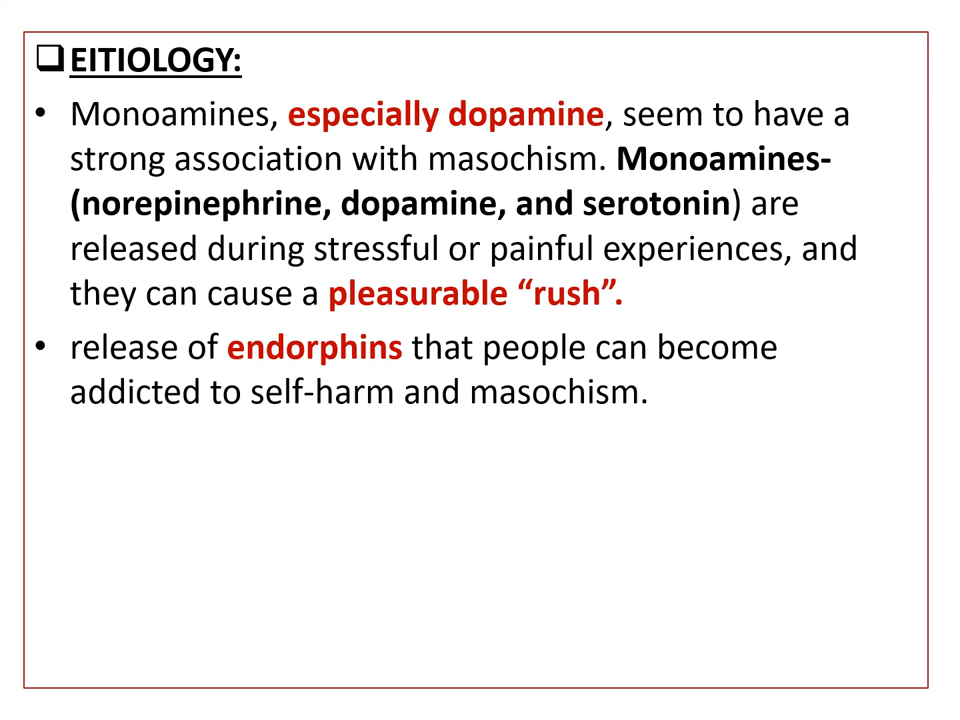 ❑EITIOLOGY:
• Monoamines, especially dopamine, seem to have a
strong association with masochism. Monoamines-
(norepinephrine, dopamine, and serotonin) are
released during stressful or painful experiences, and
they can cause a pleasurable “rush”.
• release of endorphins that people can become
addicted to self-harm and masochism.